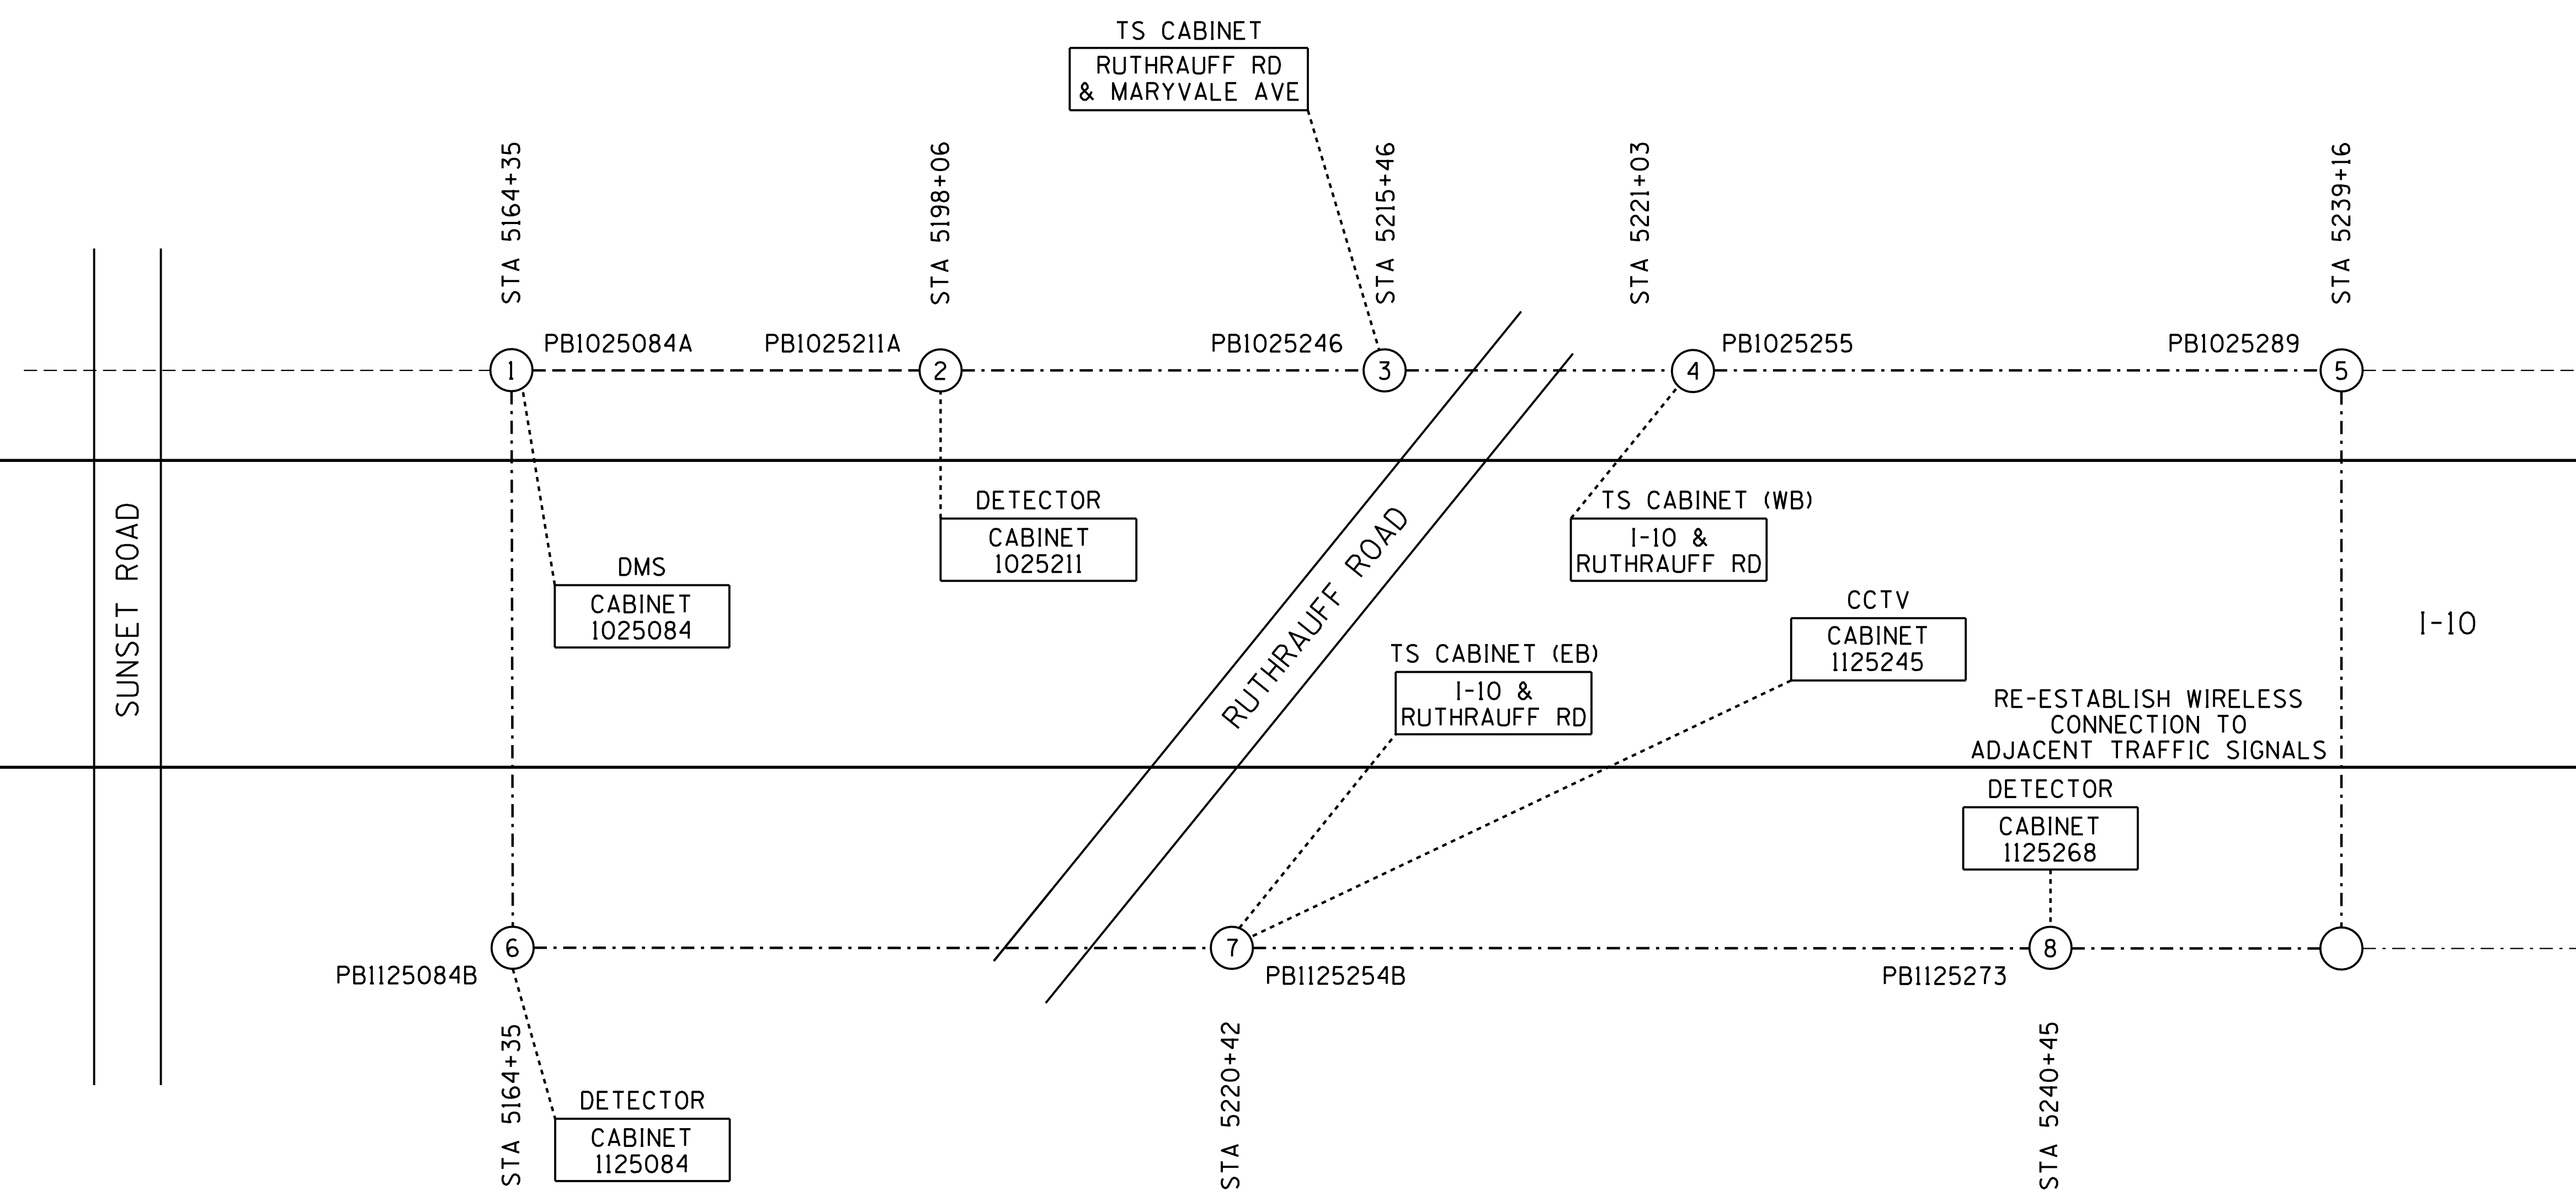 TS CABINET
RUTHRAUFF RD
& MARYVALE AVE
STA 5164+35
STA 5198+06
STA 5215+46
STA 5221+03
STA 5239+16
1
PB1025084A
PB1025211A
2
PB1025246
3
4
PB1025255
PB1025289
5
SUNSET ROAD
DMS
CABINET
1025084
DETECTOR
CABINET
1025211
RUTHRAUFF ROAD
TS CABINET (WB)
I-10 &
RUTHRAUFF RD
TS CABINET (EB)
I-10 &
RUTHRAUFF RD
CCTV
CABINET
1125245
I-10
RE-ESTABLISH WIRELESS
CONNECTION TO
ADJACENT TRAFFIC SIGNALS
DETECTOR
CABINET
1125268
6
PB1125084B
7
PB1125254B
8
PB1125273
STA 5164+35
DETECTOR
CABINET
1125084
STA 5220+42
STA 5240+45